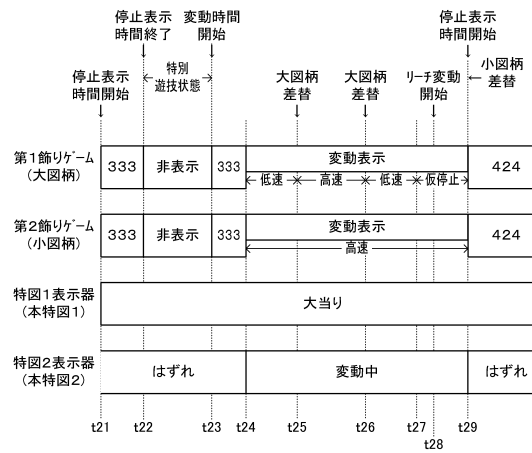 停止表示
時間終了
変動時間
開始
停止表示
時間開始
特別
遊技状態
停止表示
時間開始
大図柄
差替
大図柄
差替
リーチ変動
開始
小図柄
差替
第1飾りゲーム
(大図柄)
333
非表示
333
変動表示
低速
高速
低速
仮停止
424
第2飾りゲーム
(小図柄)
333
非表示
333
変動表示
高速
424
特図1表示器
(本特図1)
大当り
特図2表示器
(本特図2)
はずれ
変動中
はずれ
t21
t22
t23
t24
t25
t26
t27
t28
t29